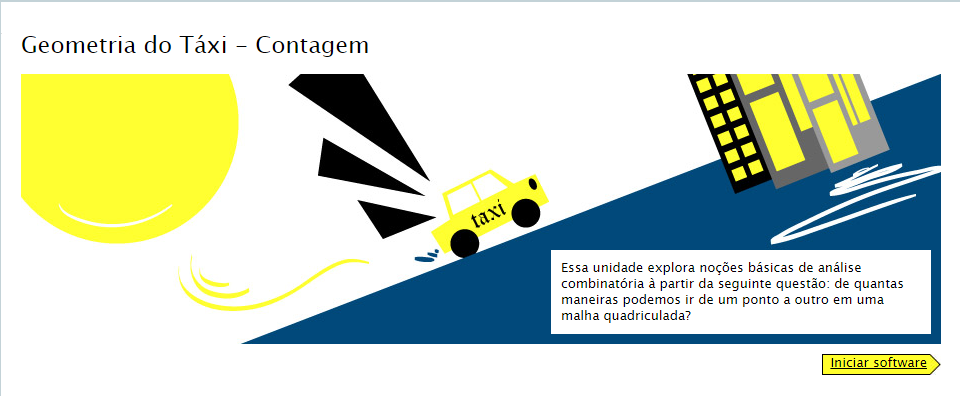 Geometria do Táxi - Contagem
taxi
Essa unidade explora noções básicas de análise
combinatória à partir da seguinte questão: de quantas
maneiras podemos ir de um ponto a outro em uma
malha quadriculada?
Iniciar software